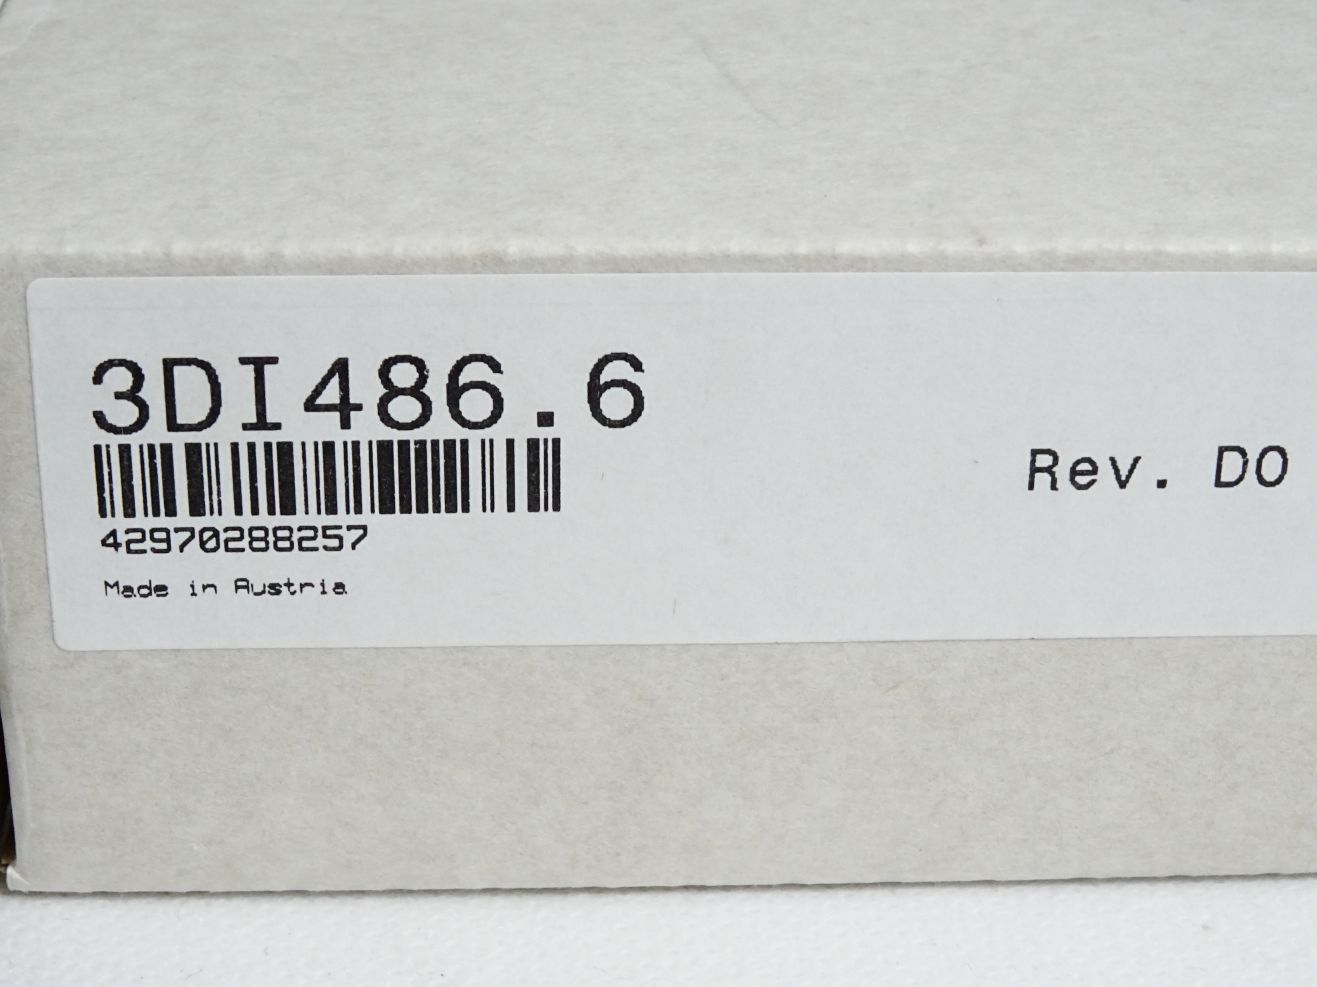 3DI486.6
Rev. D0
42970288257
Made in Austria